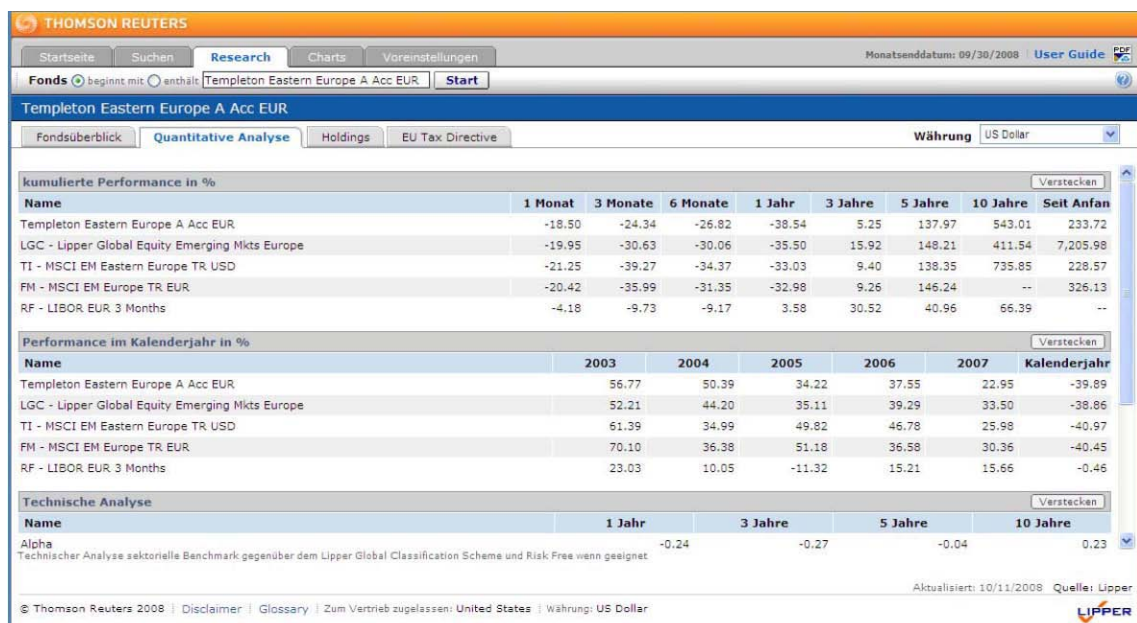 THOMSON REUTERS
Startseite Suchen Research Charts Voreinstellungen Monatsenddatum: 09/30/2008 User Guide PDF
Fonds beginnt mit enthält Templeton Eastern Europe A Acc EUR Start ?
Templeton Eastern Europe A Acc EUR
Fondsüberblick Quantitative Analyse Holdings EU Tax Directive Währung US Dollar
kumulierte Performance in % Verstecken
Name 1 Monat 3 Monate 6 Monate 1 Jahr 3 Jahre 5 Jahre 10 Jahre Seit Anfan
Templeton Eastern Europe A Acc EUR -18.50 -24.34 -26.82 -38.54 5.25 137.97 543.01 233.72
LGC - Lipper Global Equity Emerging Mkts Europe -19.95 -30.63 -30.06 -35.50 15.92 148.21 411.54 7,205.98
TI - MSCI EM Eastern Europe TR USD -21.25 -39.27 -34.37 -33.03 9.40 138.35 735.85 228.57
FM - MSCI EM Europe TR EUR -20.42 -35.99 -31.35 -32.98 9.26 146.24 -- 326.13
RF - LIBOR EUR 3 Months -4.18 -9.73 -9.17 3.58 30.52 40.96 66.39 --
Performance im Kalenderjahr in % Verstecken
Name 2003 2004 2005 2006 2007 Kalenderjahr
Templeton Eastern Europe A Acc EUR 56.77 50.39 34.22 37.55 22.95 -39.89
LGC - Lipper Global Equity Emerging Mkts Europe 52.21 44.20 35.11 39.29 33.50 -38.86
TI - MSCI EM Eastern Europe TR USD 61.39 34.99 49.82 46.78 25.98 -40.97
FM - MSCI EM Europe TR EUR 70.10 36.38 51.18 36.58 30.36 -40.45
RF - LIBOR EUR 3 Months 23.03 10.05 -11.32 15.21 15.66 -0.46
Technische Analyse Verstecken
Name 1 Jahr 3 Jahre 5 Jahre 10 Jahre
Alpha -0.24 -0.27 -0.04 0.23
Technischer Analyse sektorielle Benchmark gegenüber dem Lipper Global Classification Scheme und Risk Free wenn geeignet
Aktualisiert: 10/11/2008 Quelle: Lipper
© Thomson Reuters 2008 | Disclaimer | Glossary | Zum Vertrieb zugelassen: United States | Währung: US Dollar
LIPPER